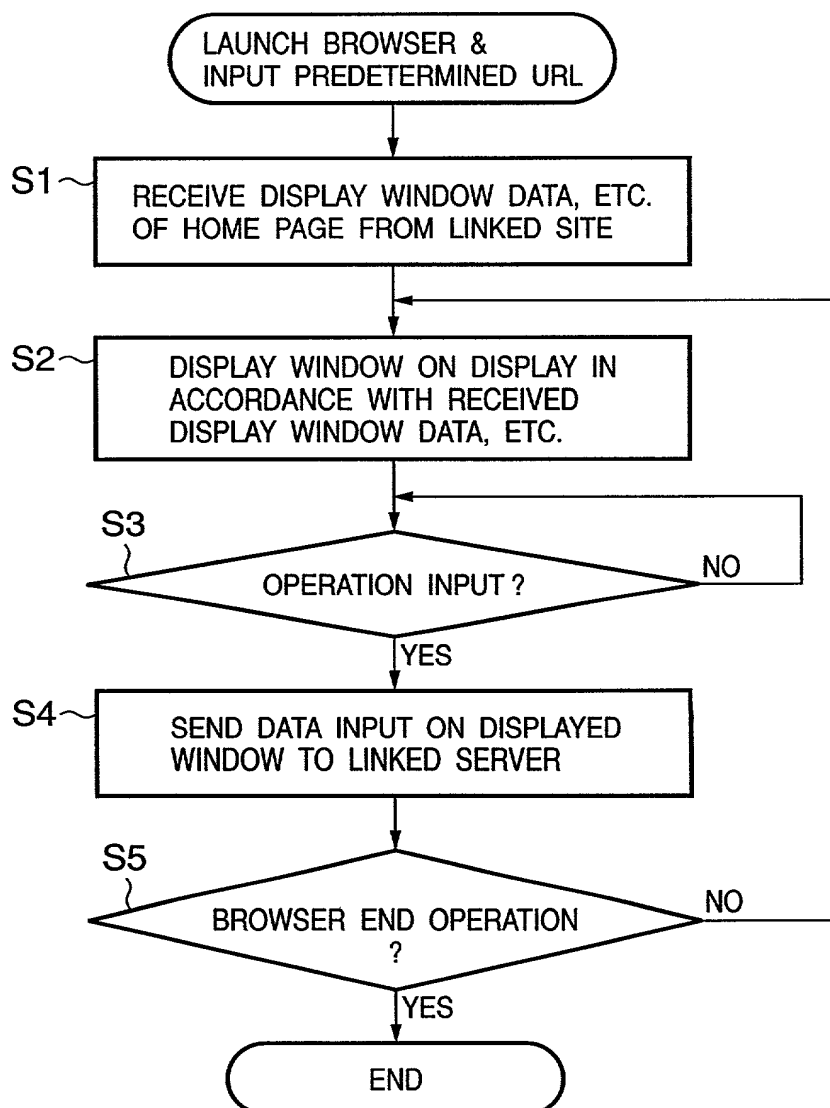 LAUNCH BROWSER &
INPUT PREDETERMINED URL
S1
RECEIVE DISPLAY WINDOW DATA, ETC.
OF HOME PAGE FROM LINKED SITE
S2
DISPLAY WINDOW ON DISPLAY IN
ACCORDANCE WITH RECEIVED
DISPLAY WINDOW DATA, ETC.
S3
OPERATION INPUT?
NO
YES
S4
SEND DATA INPUT ON DISPLAYED
WINDOW TO LINKED SERVER
S5
BROWSER END OPERATION
?
NO
YES
END